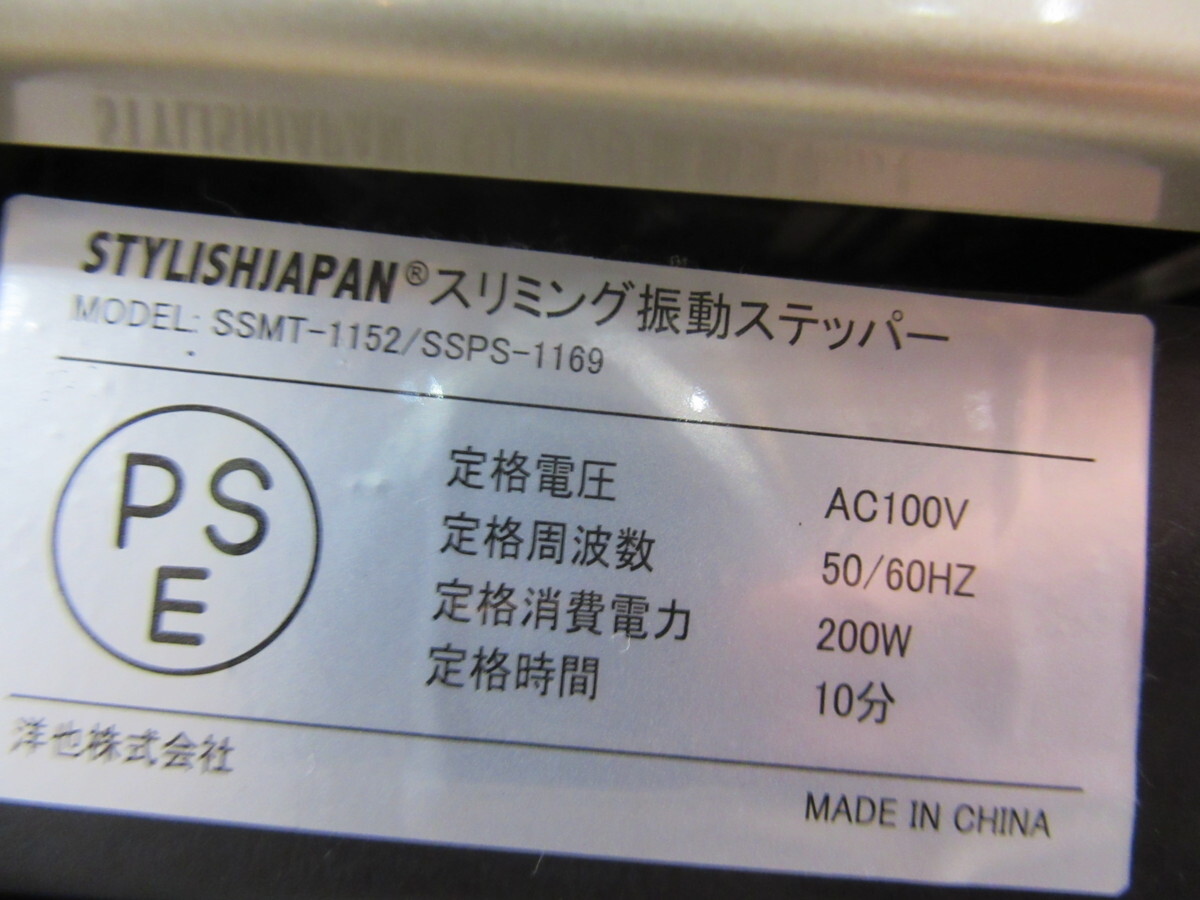 STYLISHJAPAN®スリミング振動ステッパー
MODEL: SSMT-1152/SSPS-1169
PS
E
定格電圧 AC100V
定格周波数 50/60HZ
定格消費電力 200W
定格時間 10分
洋也株式会社
MADE IN CHINA